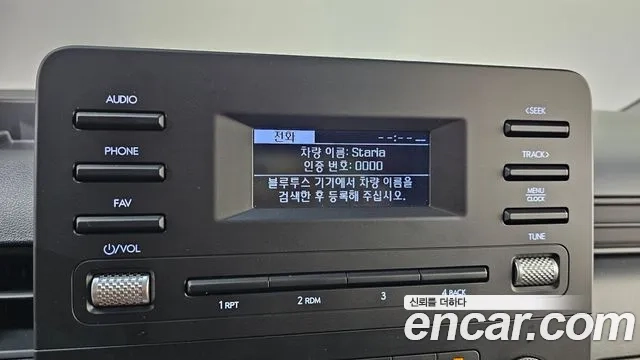 AUDIO
PHONE
FAV
⏻/VOL
전화 --:-- _
차량 이름: Staria
인증 번호: 0000
블루투스 기기에서 차량 이름을
검색한 후 등록해 주십시오.
<SEEK
TRACK>
MENU
CLOCK
TUNE
1 RPT
2 RDM
3
4 BACK
신뢰를 더하다
encar.com